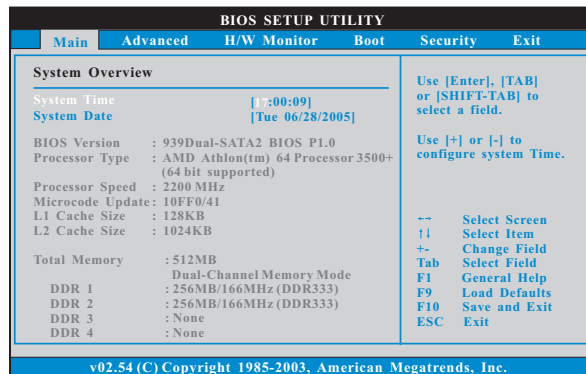 BIOS SETUP UTILITY
Main Advanced H/W Monitor Boot Security Exit
System Overview
System Time [17:00:09]
System Date [Tue 06/28/2005]
BIOS Version : 939Dual-SATA2 BIOS P1.0
Processor Type : AMD Athlon(tm) 64 Processor 3500+
(64 bit supported)
Processor Speed : 2200 MHz
Microcode Update : 10FF0/41
L1 Cache Size : 128KB
L2 Cache Size : 1024KB
Total Memory : 512MB
Dual-Channel Memory Mode
DDR 1 : 256MB/166MHz (DDR333)
DDR 2 : 256MB/166MHz (DDR333)
DDR 3 : None
DDR 4 : None
Use [Enter], [TAB]
or [SHIFT-TAB] to
select a field.
Use [+] or [-] to
configure system Time.
←→ Select Screen
↑↓ Select Item
+- Change Field
Tab Select Field
F1 General Help
F9 Load Defaults
F10 Save and Exit
ESC Exit
v02.54 (C) Copyright 1985-2003, American Megatrends, Inc.